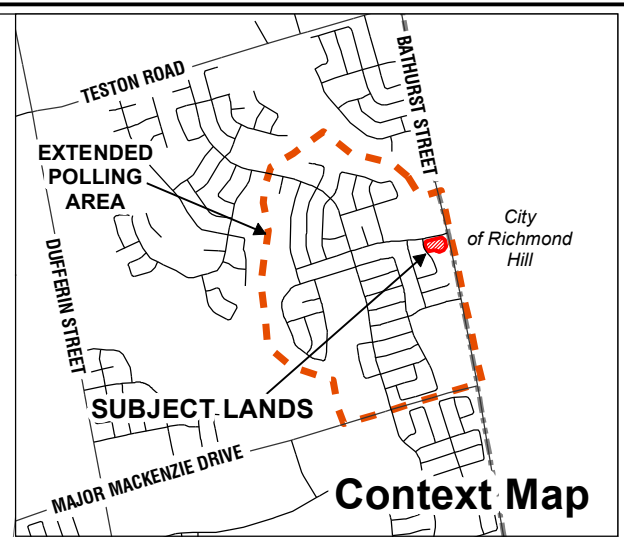 TESTON ROAD
BATHURST STREET
EXTENDED
POLLING
AREA
City
of Richmond
Hill
DUFFERIN STREET
SUBJECT LANDS
MAJOR MACKENZIE DRIVE
Context Map